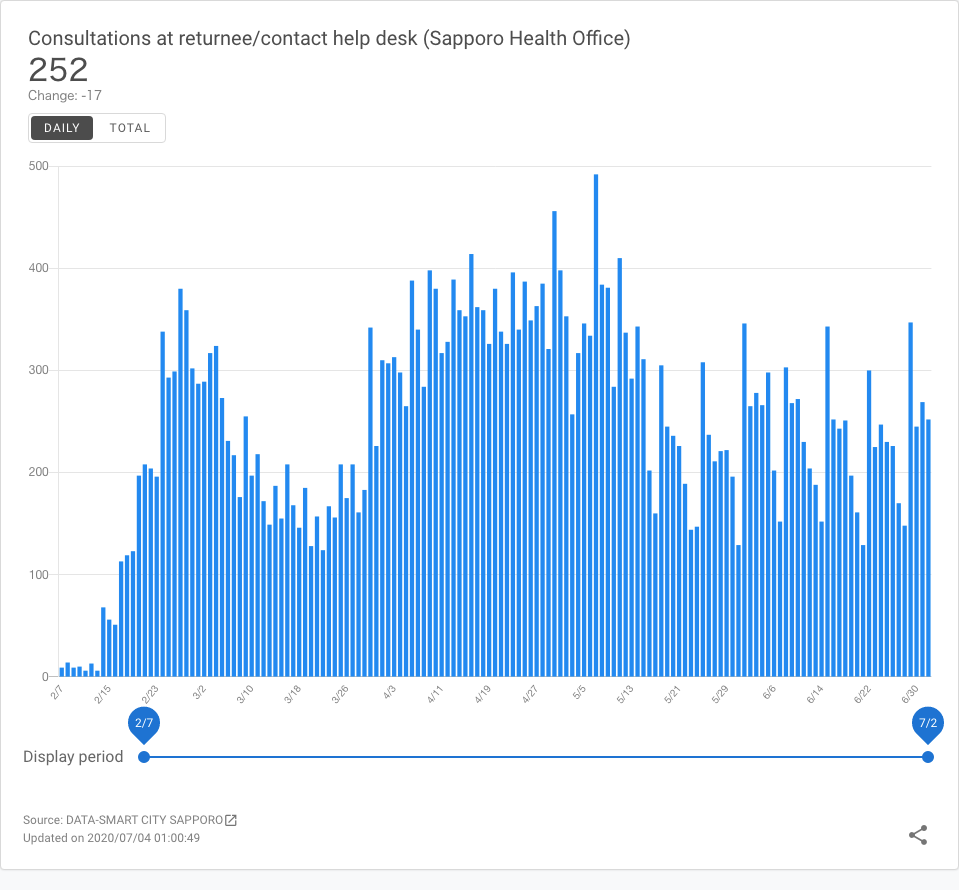 Consultations at returnee/contact help desk (Sapporo Health Office)
252
Change: -17
DAILY TOTAL
500
400
300
200
100
0
2/7 2/15 2/23 3/2 3/10 3/18 3/26 4/3 4/11 4/19 4/27 5/5 5/13 5/21 5/29 6/6 6/14 6/22 6/30
2/7 7/2
Display period
Source: DATA-SMART CITY SAPPORO
Updated on 2020/07/04 01:00:49